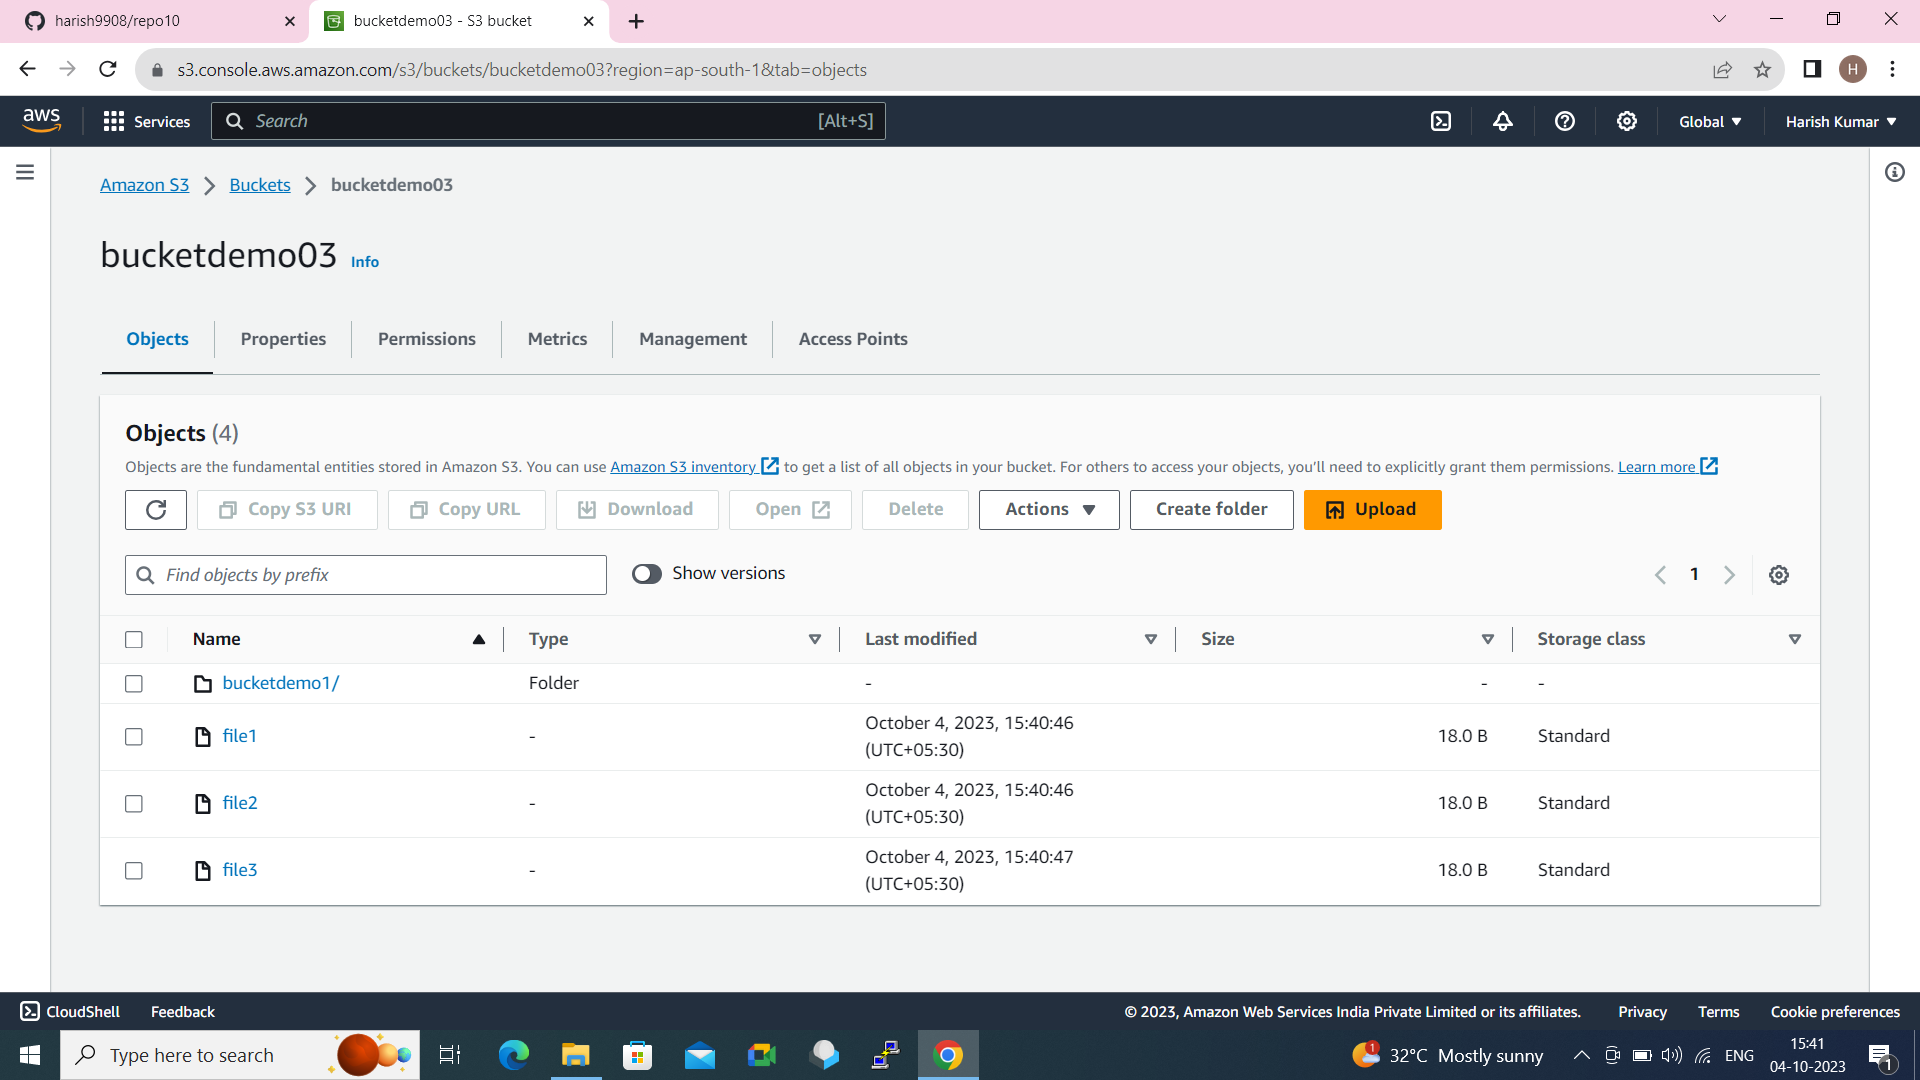 harish9908/repo10
bucketdemo03 - S3 bucket
s3.console.aws.amazon.com/s3/buckets/bucketdemo03?region=ap-south-1&tab=objects
H
aws
Services
Search
[Alt+S]
Global
Harish Kumar
Amazon S3
Buckets
bucketdemo03
bucketdemo03
Info
Objects
Properties
Permissions
Metrics
Management
Access Points
Objects (4)
Objects are the fundamental entities stored in Amazon S3. You can use Amazon S3 inventory to get a list of all objects in your bucket. For others to access your objects, you'll need to explicitly grant them permissions. Learn more
Copy S3 URI
Copy URL
Download
Open
Delete
Actions
Create folder
Upload
Find objects by prefix
Show versions
1
Name
Type
Last modified
Size
Storage class
bucketdemo1/
Folder
-
-
-
file1
-
October 4, 2023, 15:40:46
(UTC+05:30)
18.0 B
Standard
file2
-
October 4, 2023, 15:40:46
(UTC+05:30)
18.0 B
Standard
file3
-
October 4, 2023, 15:40:47
(UTC+05:30)
18.0 B
Standard
CloudShell
Feedback
© 2023, Amazon Web Services India Private Limited or its affiliates.
Privacy
Terms
Cookie preferences
Type here to search
1
32°C Mostly sunny
ENG
15:41
04-10-2023
1